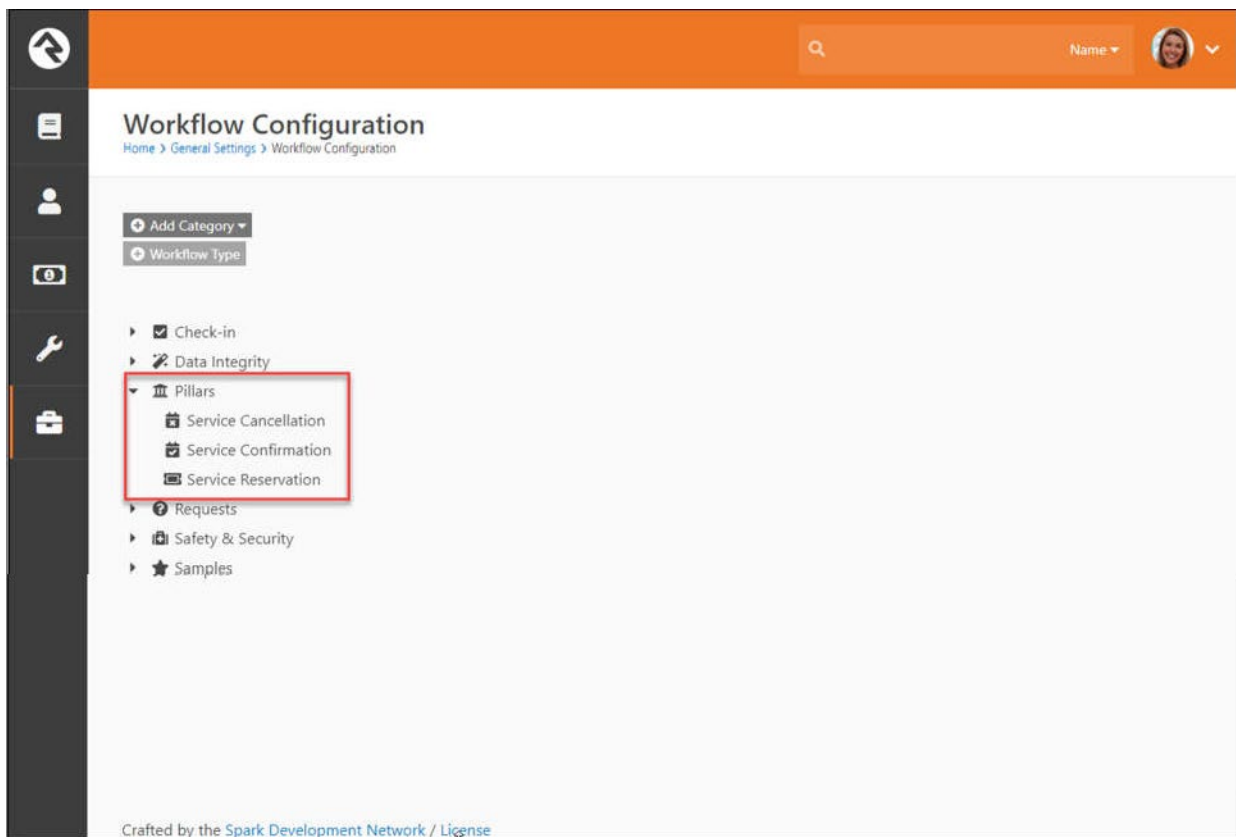 Name
Workflow Configuration
Home > General Settings > Workflow Configuration
Add Category
Workflow Type
Check-in
Data Integrity
Pillars
Service Cancellation
Service Confirmation
Service Reservation
Requests
Safety & Security
Samples
Crafted by the Spark Development Network / License